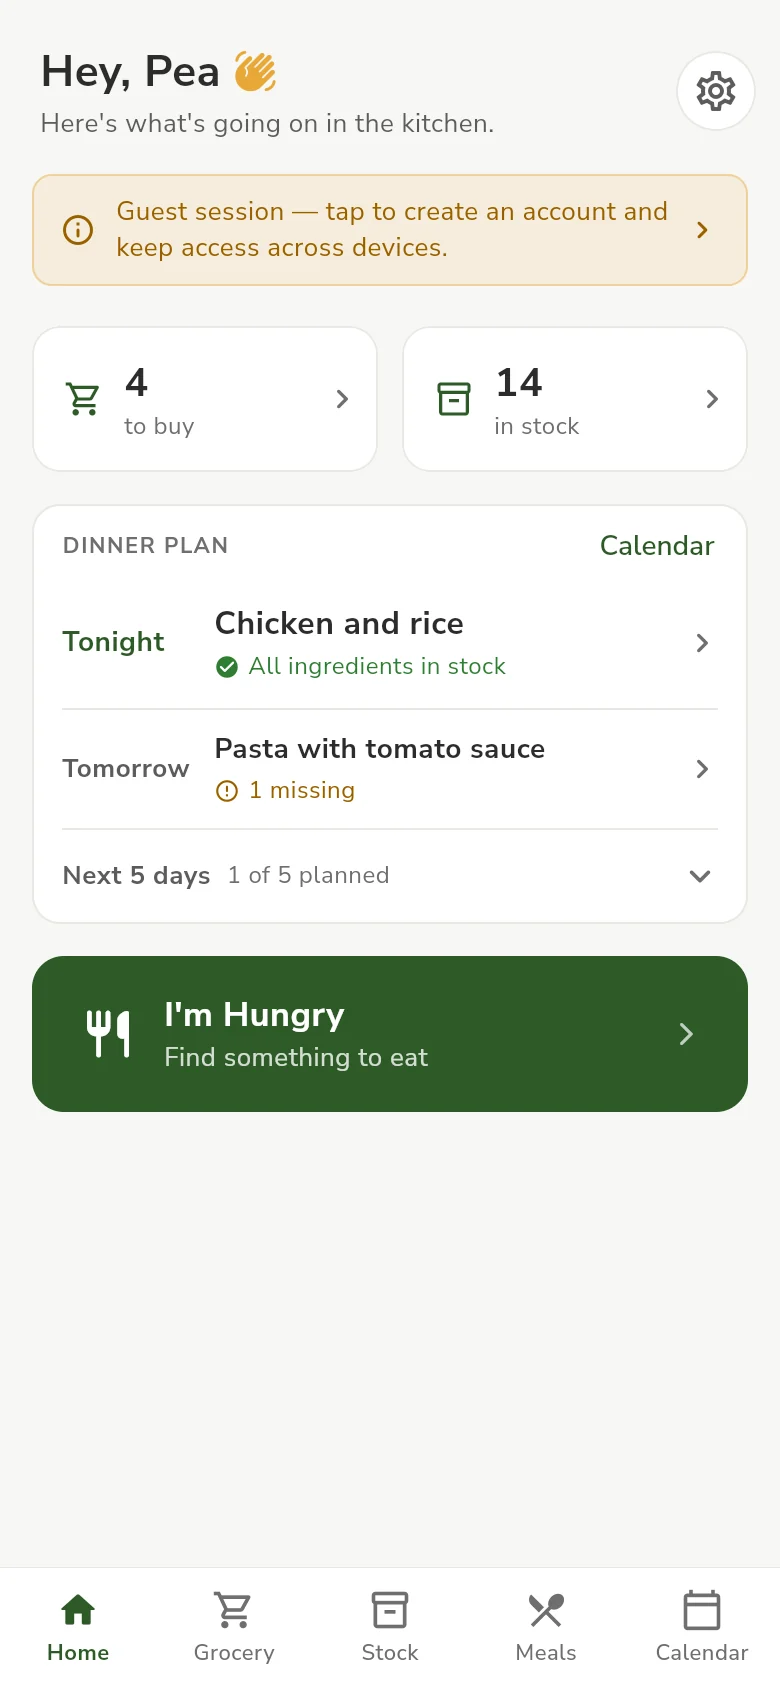 Hey, Pea 👋
Here's what's going on in the kitchen.
Guest session — tap to create an account and
keep access across devices.
4
to buy
14
in stock
DINNER PLAN
Calendar
Tonight
Chicken and rice
All ingredients in stock
Tomorrow
Pasta with tomato sauce
1 missing
Next 5 days 1 of 5 planned
I'm Hungry
Find something to eat
Home
Grocery
Stock
Meals
Calendar